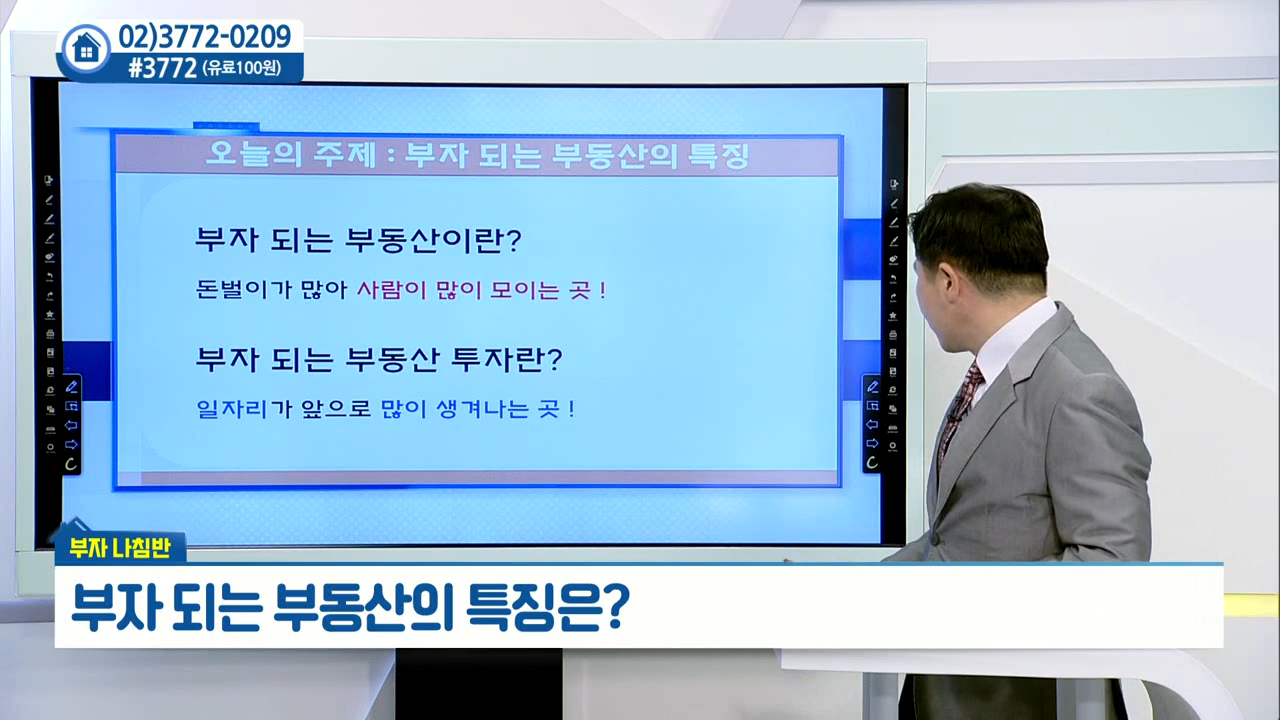 02)3772-0209
#3772 (유료100원)
오늘의 주제 : 부자 되는 부동산의 특징
부자 되는 부동산이란?
돈벌이가 많아 사람이 많이 모이는 곳 !
부자 되는 부동산 투자란?
일자리가 앞으로 많이 생겨나는 곳 !
부자 나침반
부자 되는 부동산의 특징은?